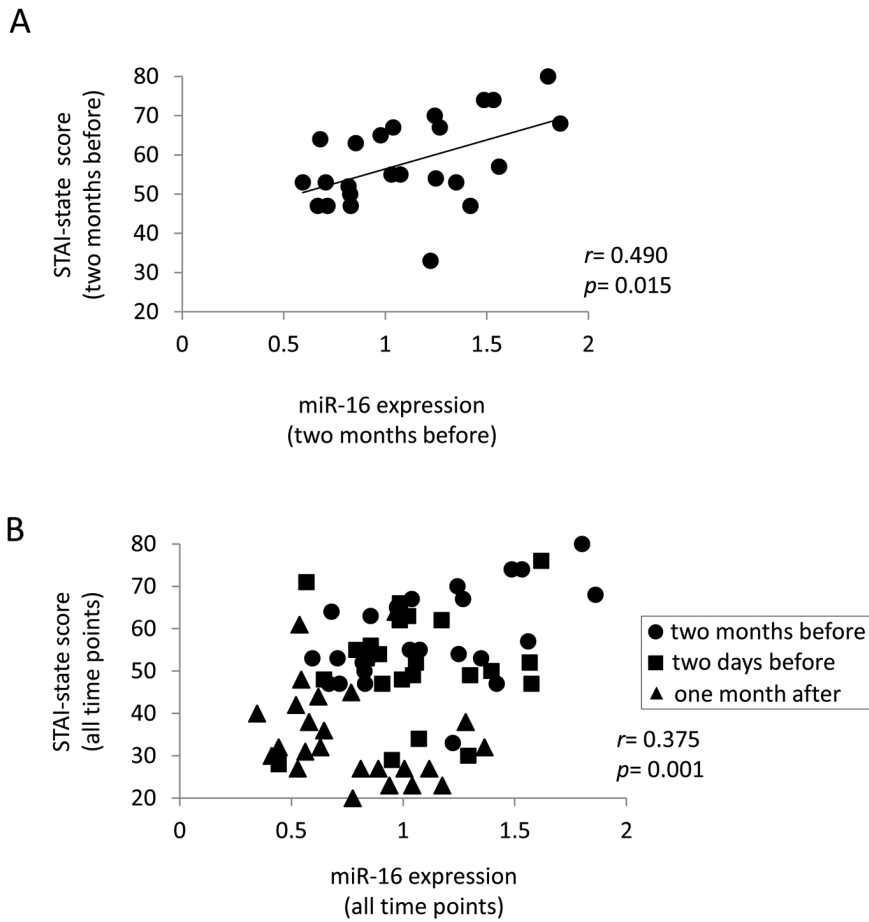 A
STAI-state score
(two months before)
80
70
60
50
40
30
20
0
0.5
1
1.5
2
r= 0.490
p= 0.015
miR-16 expression
(two months before)
B
STAI-state score
(all time points)
80
70
60
50
40
30
20
0
0.5
1
1.5
2
two months before
two days before
one month after
r= 0.375
p= 0.001
miR-16 expression
(all time points)